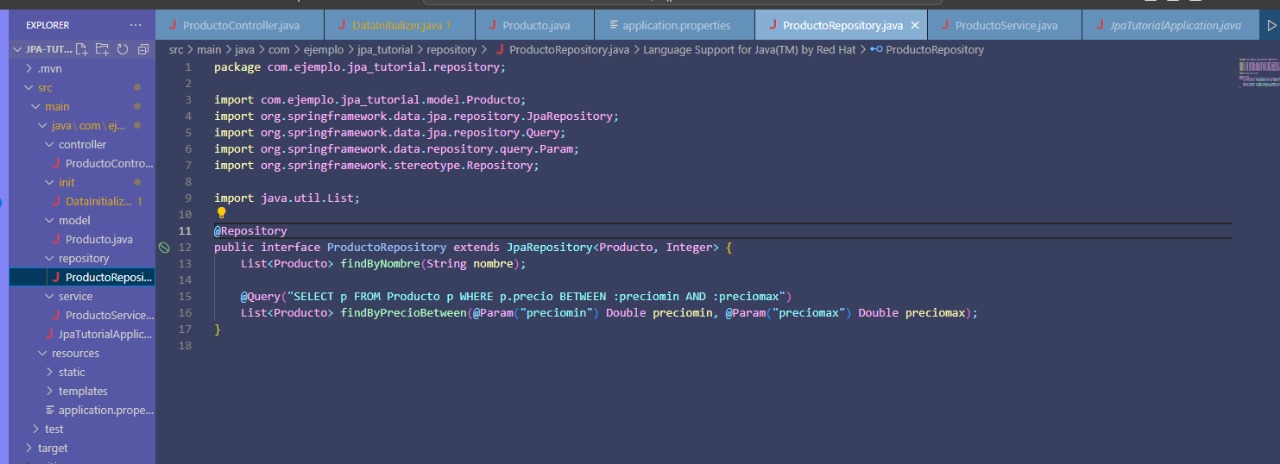 EXPLORER
ProductoController.java
DataInitializer.java 1
Producto.java
application.properties
ProductoRepository.java
ProductoService.java
JpaTutorialApplication.java
JPA-TUT...
.mvn
src
main
java\com\ej...
controller
ProductoContro...
init
DataInitializ... 1
model
Producto.java
repository
ProductoReposi...
service
ProductoService...
JpaTutorialApplic...
resources
static
templates
application.prope...
test
target
src > main > java > com > ejemplo > jpa_tutorial > repository > ProductoRepository.java > Language Support for Java(TM) by Red Hat > ProductoRepository
1 package com.ejemplo.jpa_tutorial.repository;
2
3 import com.ejemplo.jpa_tutorial.model.Producto;
4 import org.springframework.data.jpa.repository.JpaRepository;
5 import org.springframework.data.jpa.repository.Query;
6 import org.springframework.data.repository.query.Param;
7 import org.springframework.stereotype.Repository;
8
9 import java.util.List;
10
11 @Repository
12 public interface ProductoRepository extends JpaRepository<Producto, Integer> {
13 List<Producto> findByNombre(String nombre);
14
15 @Query("SELECT p FROM Producto p WHERE p.precio BETWEEN :preciomin AND :preciomax")
16 List<Producto> findByPrecioBetween(@Param("preciomin") Double preciomin, @Param("preciomax") Double preciomax);
17 }
18